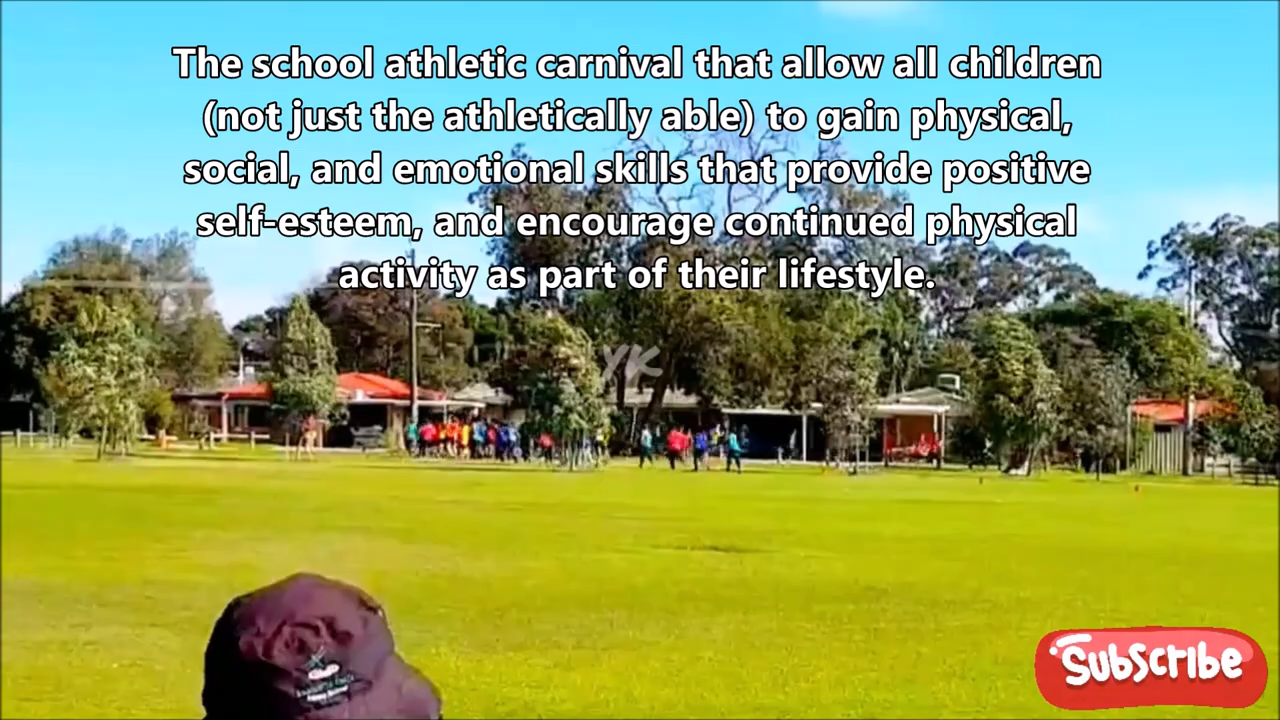 The school athletic carnival that allow all children
(not just the athletically able) to gain physical,
social, and emotional skills that provide positive
self-esteem, and encourage continued physical
activity as part of their lifestyle.
YK
Subscribe